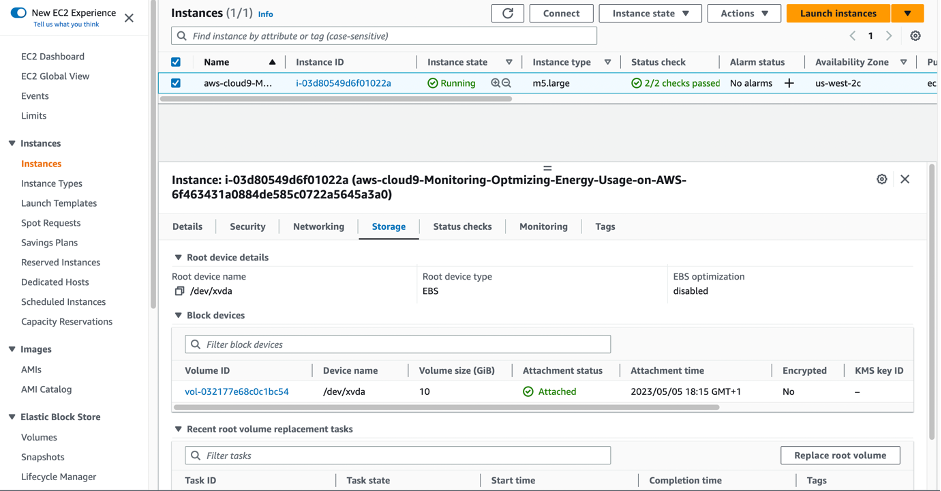 New EC2 Experience
Tell us what you think
EC2 Dashboard
EC2 Global View
Events
Limits
Instances
Instances
Instance Types
Launch Templates
Spot Requests
Savings Plans
Reserved Instances
Dedicated Hosts
Scheduled Instances
Capacity Reservations
Images
AMIs
AMI Catalog
Elastic Block Store
Volumes
Snapshots
Lifecycle Manager
Instances (1/1) Info
Connect Instance state Actions Launch instances
Find instance by attribute or tag (case-sensitive) 1
Name Instance ID Instance state Instance type Status check Alarm status Availability Zone Pu
aws-cloud9-M... i-03d80549d6f01022a Running m5.large 2/2 checks passed No alarms + us-west-2c ec
Instance: i-03d80549d6f01022a (aws-cloud9-Monitoring-Optmizing-Energy-Usage-on-AWS-
6f463431a0884de585c0722a5645a3a0)
Details Security Networking Storage Status checks Monitoring Tags
Root device details
Root device name Root device type EBS optimization
/dev/xvda EBS disabled
Block devices
Filter block devices
Volume ID Device name Volume size (GiB) Attachment status Attachment time Encrypted KMS key ID
vol-032177e68c0c1bc54 /dev/xvda 10 Attached 2023/05/05 18:15 GMT+1 No –
Recent root volume replacement tasks
Filter tasks Replace root volume
Task ID Task state Start time Completion time Tags